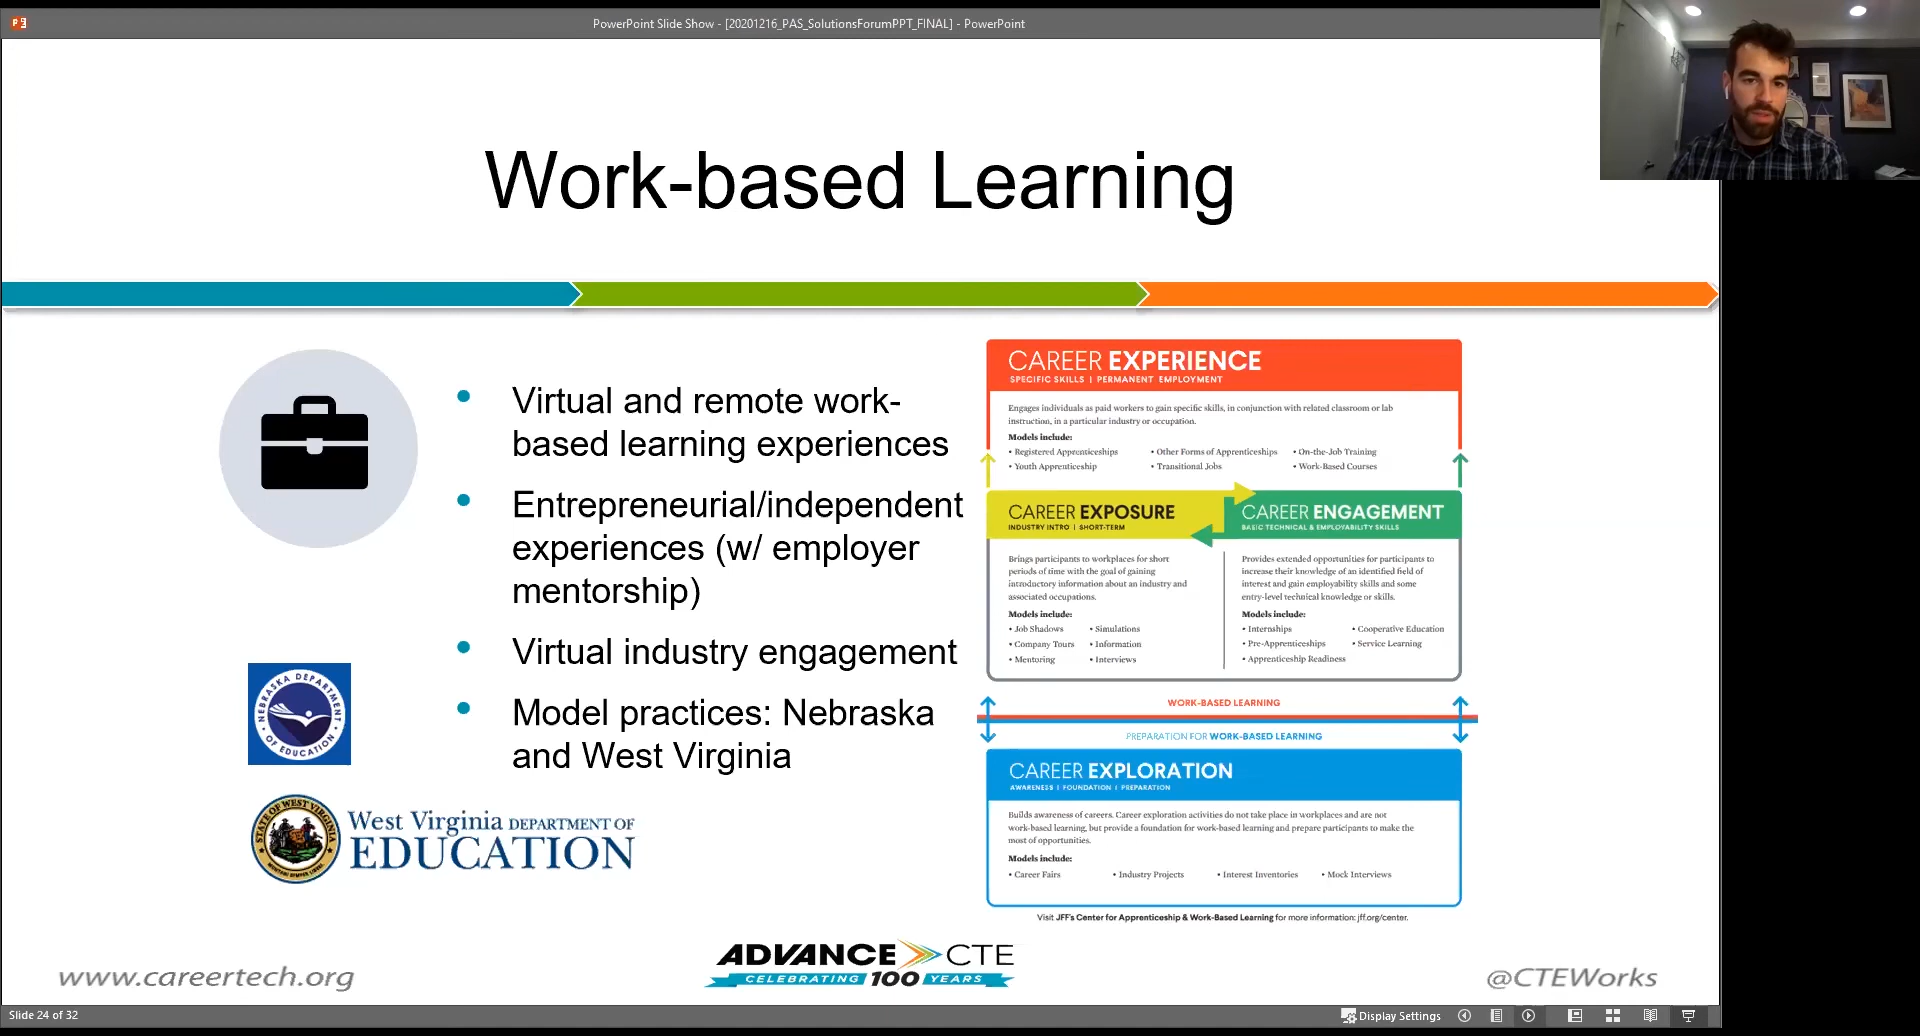 PowerPoint Slide Show - [20201216_PAS_SolutionsForumPPT_FINAL] - PowerPoint
Work-based Learning
• Virtual and remote work-
based learning experiences
• Entrepreneurial/independent
experiences (w/ employer
mentorship)
• Virtual industry engagement
• Model practices: Nebraska
and West Virginia
NEBRASKA DEPARTMENT
OF EDUCATION
STATE OF WEST VIRGINIA
MONTANI SEMPER LIBERI
West Virginia DEPARTMENT OF
EDUCATION
CAREER EXPERIENCE
SPECIFIC SKILLS | PERMANENT EMPLOYMENT
Engages individuals as paid workers to gain specific skills, in conjunction with related classroom or lab
instruction, in a particular industry or occupation.
Models include:
• Registered Apprenticeships • Other Forms of Apprenticeships • On-the-Job Training
• Youth Apprenticeship • Transitional Jobs • Work-Based Courses
CAREER EXPOSURE
INDUSTRY INTRO | SHORT-TERM
Brings participants to workplaces for short
periods of time with the goal of gaining
introductory information about an industry and
associated occupations.
Models include:
• Job Shadows • Simulations
• Company Tours • Information
• Mentoring • Interviews
CAREER ENGAGEMENT
BASIC TECHNICAL & EMPLOYABILITY SKILLS
Provides extended opportunities for participants to
increase their knowledge of an identified field of
interest and gain employability skills and some
entry-level technical knowledge or skills.
Models include:
• Internships • Cooperative Education
• Pre-Apprenticeships • Service Learning
• Apprenticeship Readiness
WORK-BASED LEARNING
PREPARATION FOR WORK-BASED LEARNING
CAREER EXPLORATION
AWARENESS | FOUNDATION | PREPARATION
Builds awareness of careers. Career exploration activities do not take place in workplaces and are not
work-based learning, but provide a foundation for work-based learning and prepare participants to make the
most of opportunities.
Models include:
• Career Fairs • Industry Projects • Interest Inventories • Mock Interviews
Visit JFF's Center for Apprenticeship & Work-Based Learning for more information: jff.org/center.
www.careertech.org
ADVANCE CTE
CELEBRATING 100 YEARS
@CTEWorks
Slide 24 of 32
Display Settings